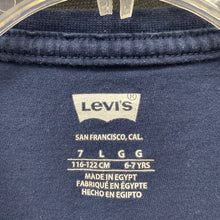 Levi's ®
SAN FRANCISCO, CAL.
7 L G G
116-122 CM 6-7 YRS
MADE IN EGYPT
FABRIQUÉ EN ÉGYPTE
HECHO EN EGIPTO